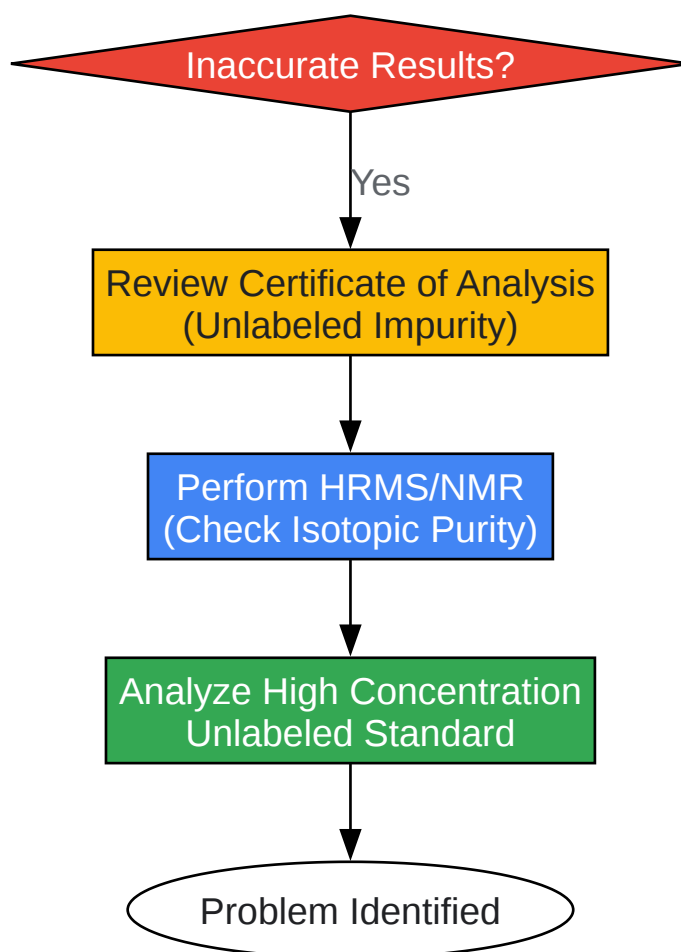 Inaccurate Results?
Yes
Review Certificate of Analysis
(Unlabeled Impurity)
Perform HRMS/NMR
(Check Isotopic Purity)
Analyze High Concentration
Unlabeled Standard
Problem Identified